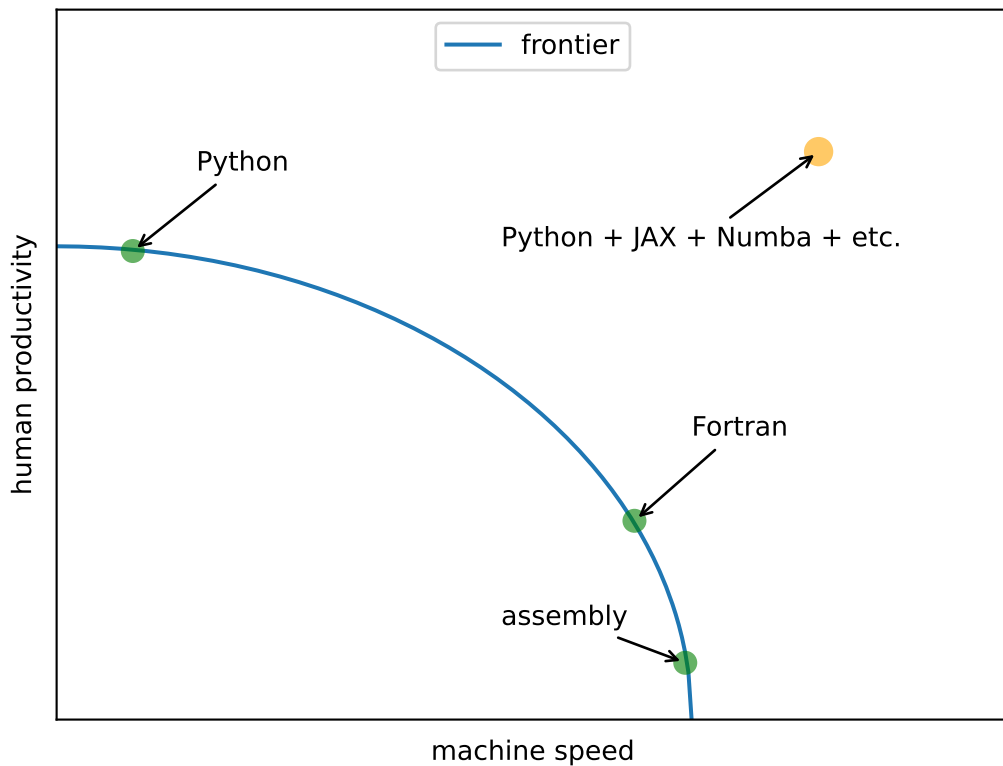 frontier
Python
Python + JAX + Numba + etc.
human productivity
Fortran
assembly
machine speed